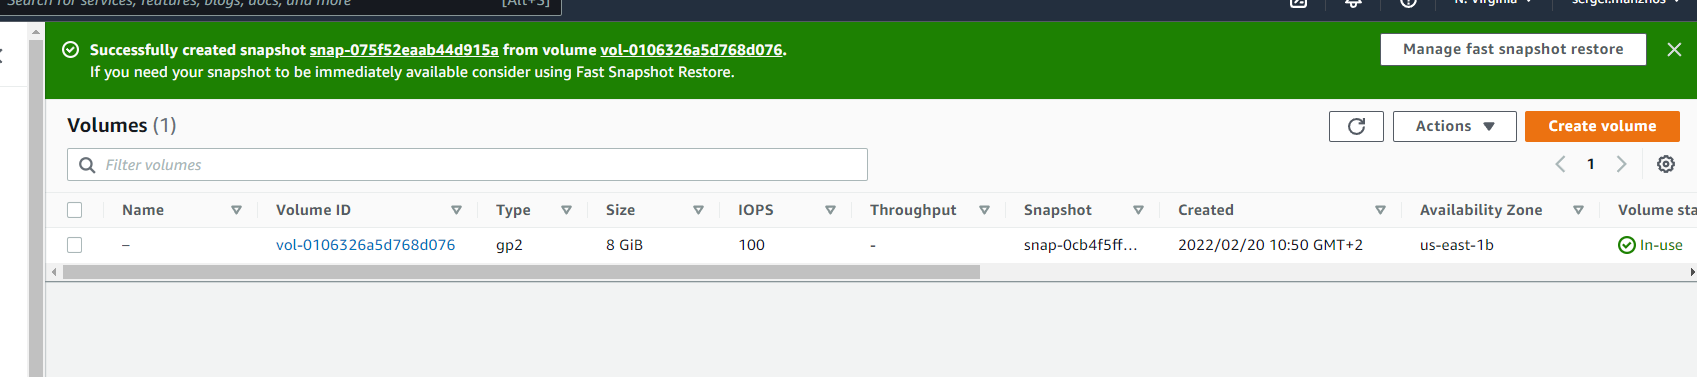 Search for services, features, blogs, docs, and more [Alt+S] N. Virginia
Successfully created snapshot snap-075f52eaab44d915a from volume vol-0106326a5d768d076.
If you need your snapshot to be immediately available consider using Fast Snapshot Restore.
Manage fast snapshot restore
Volumes (1)
Actions
Create volume
Filter volumes
1
Name Volume ID Type Size IOPS Throughput Snapshot Created Availability Zone Volume sta
– vol-0106326a5d768d076 gp2 8 GiB 100 - snap-0cb4f5ff... 2022/02/20 10:50 GMT+2 us-east-1b In-use